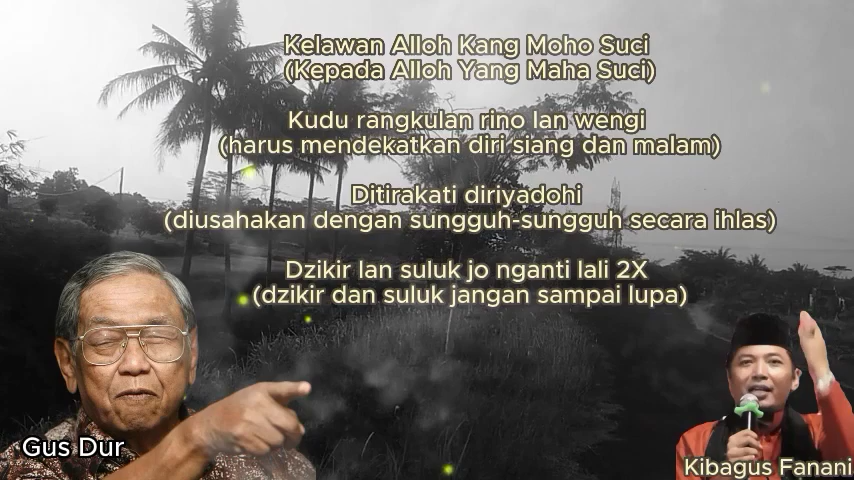 Kelawan Alloh Kang Moho Suci
(Kepada Alloh Yang Maha Suci)
Kudu rangkulan rino lan wengi
(harus mendekatkan diri siang dan malam)
Ditirakati diriyadohi
(diusahakan dengan sungguh-sungguh secara ihlas)
Dzikir lan suluk jo nganti lali 2X
(dzikir dan suluk jangan sampai lupa)
Gus Dur
Kibagus Fanani